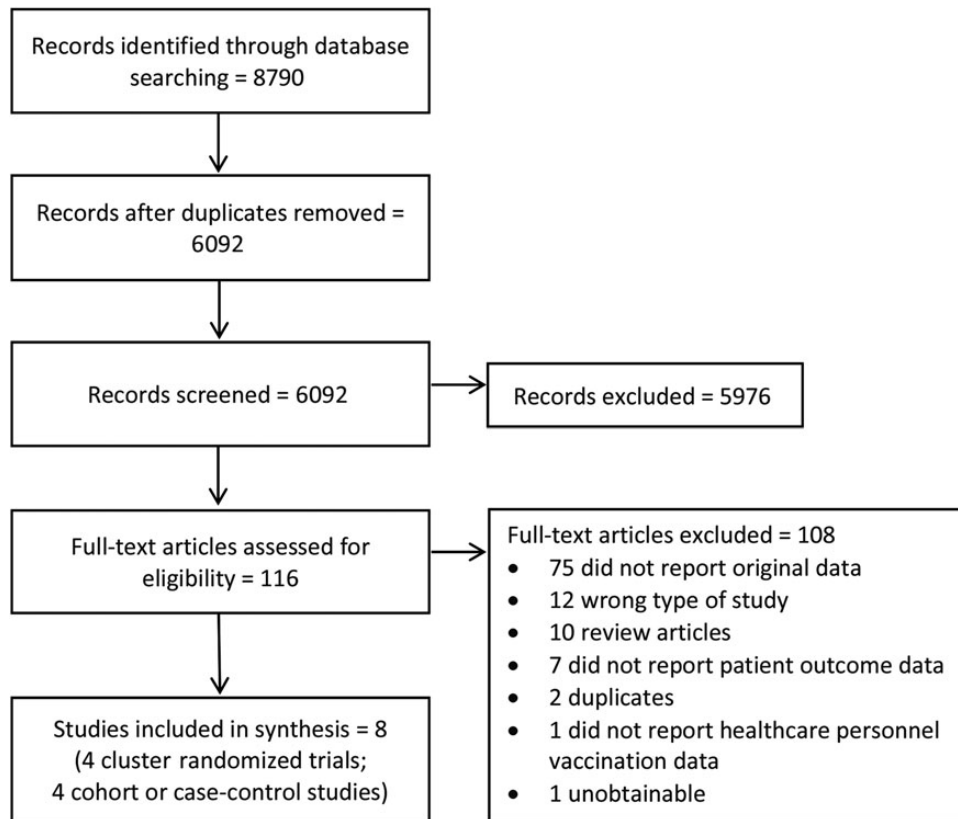 Records identified through database
searching = 8790
Records after duplicates removed =
6092
Records screened = 6092
Records excluded = 5976
Full-text articles assessed for
eligibility = 116
Full-text articles excluded = 108
• 75 did not report original data
• 12 wrong type of study
• 10 review articles
• 7 did not report patient outcome data
• 2 duplicates
• 1 did not report healthcare personnel
vaccination data
• 1 unobtainable
Studies included in synthesis = 8
(4 cluster randomized trials;
4 cohort or case-control studies)